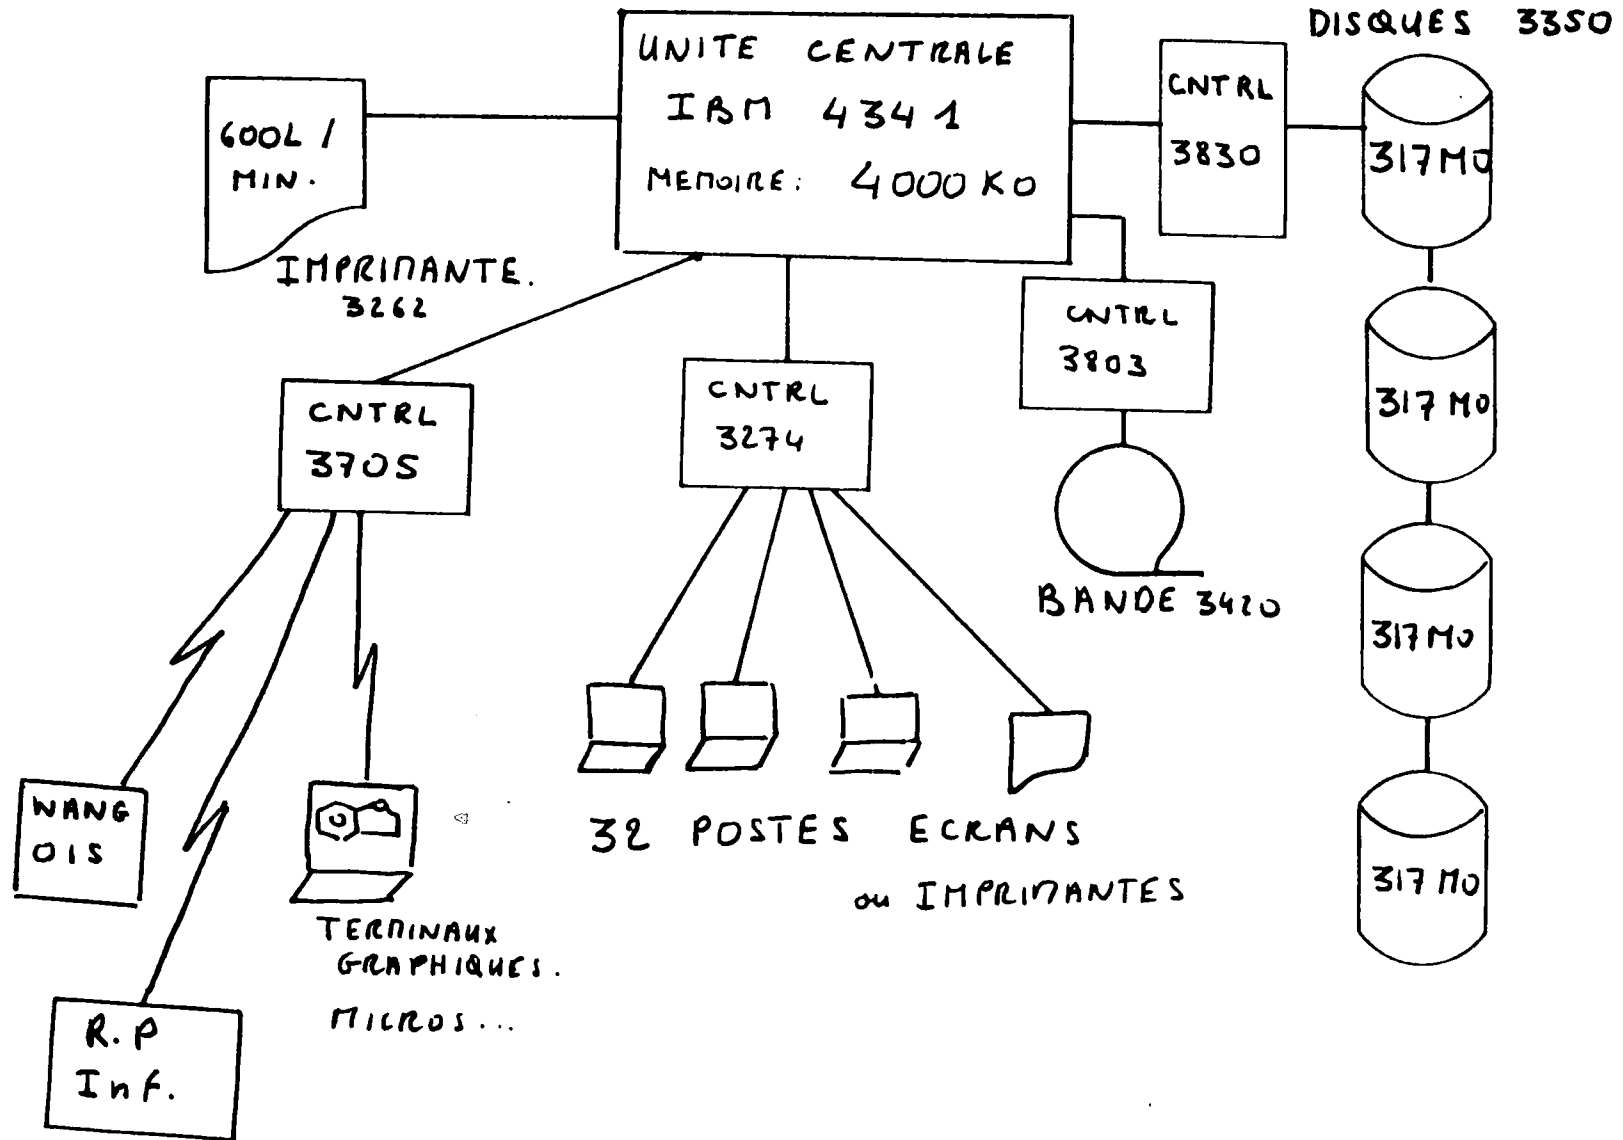 DISQUES 3350
UNITE CENTRALE
IBM 4341
MEMOIRE: 4000 KO
CNTRL
3830
317 MO
600L /
MIN.
IMPRIMANTE.
3262
CNTRL
3803
317 MO
CNTRL
3705
CNTRL
3274
BANDE 3420
317 MO
WANG
OIS
32 POSTES ECRANS
ou IMPRIMANTES
317 MO
TERMINAUX
GRAPHIQUES.
MICROS...
R.P
Inf.